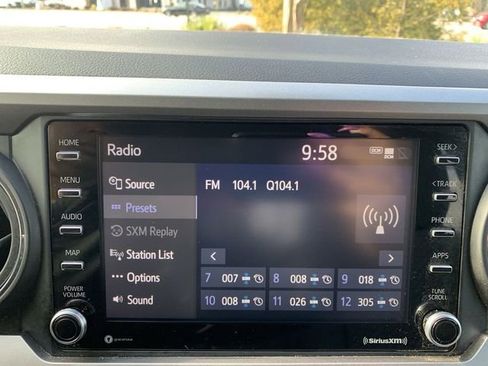 HOME
MENU
AUDIO
MAP
POWER
VOLUME
Radio
9:58
DCM
DCM
Source
Presets
SXM Replay
Station List
Options
Sound
FM 104.1 Q104.1
7 007
8 008
9 018
10 008
11 026
12 305
SEEK>
<TRACK
PHONE
APPS
TUNE
SCROLL
((SiriusXM))